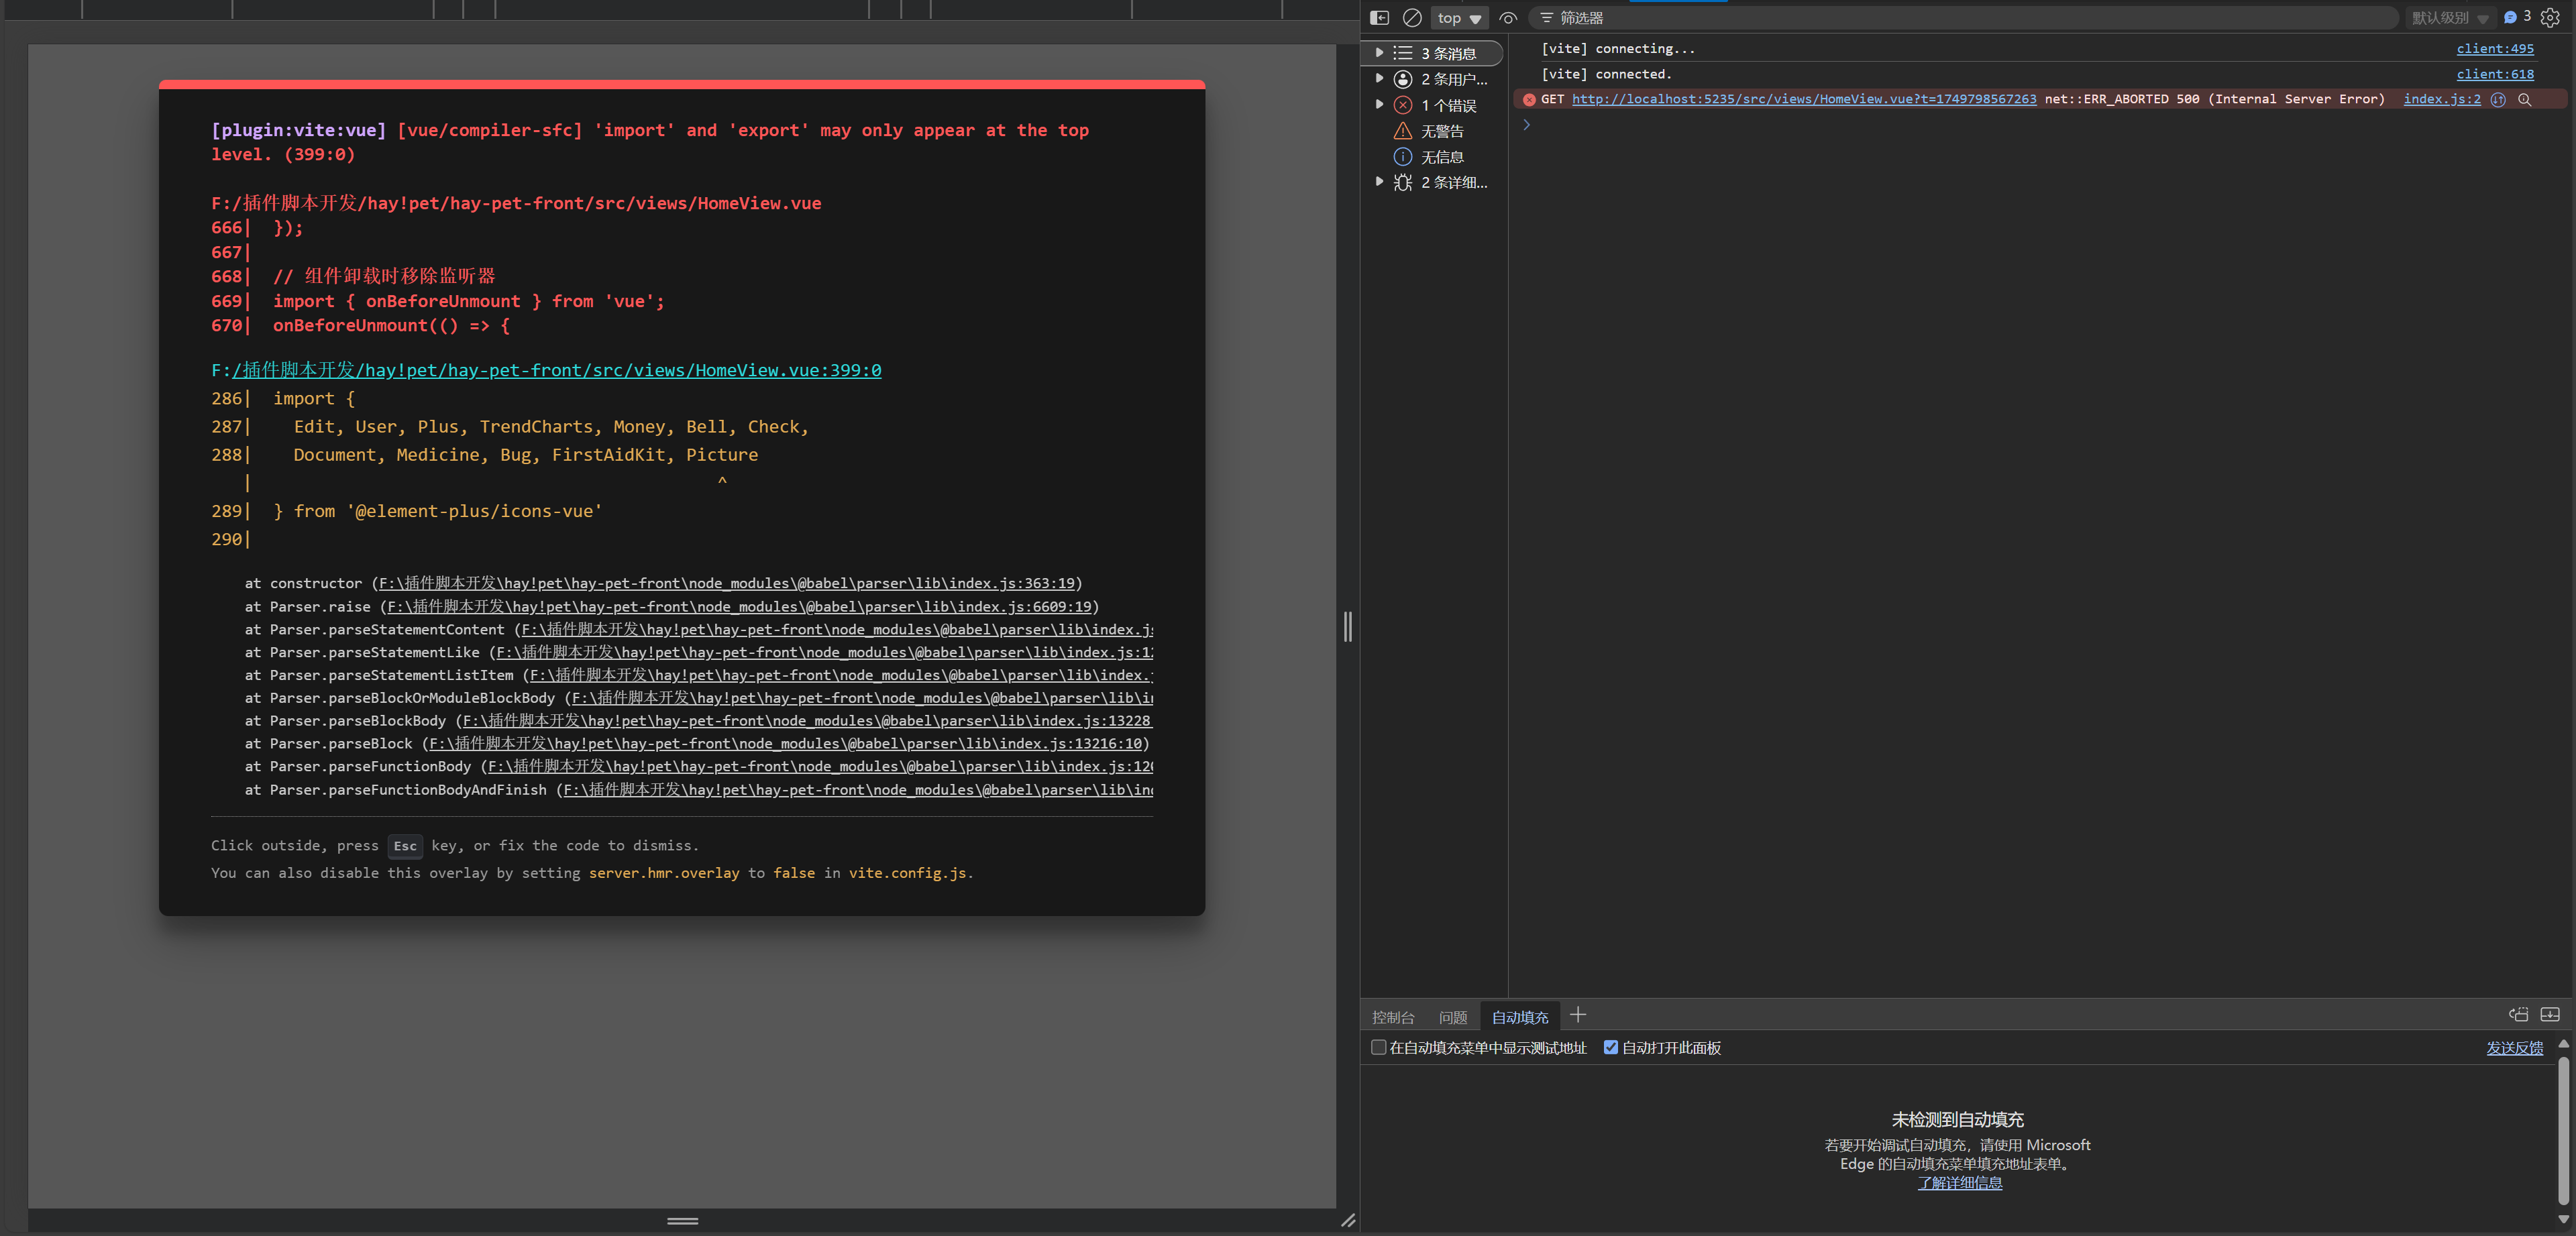 [plugin:vite:vue] [vue/compiler-sfc] 'import' and 'export' may only appear at the top
level. (399:0)
F:/插件脚本开发/hay!pet/hay-pet-front/src/views/HomeView.vue
666|  });
667|
668|  // 组件卸载时移除监听器
669|  import { onBeforeUnmount } from 'vue';
670|  onBeforeUnmount(() => {
F:/插件脚本开发/hay!pet/hay-pet-front/src/views/HomeView.vue:399:0
286|  import {
287|    Edit, User, Plus, TrendCharts, Money, Bell, Check,
288|    Document, Medicine, Bug, FirstAidKit, Picture
|                                              ^
289|  } from '@element-plus/icons-vue'
290|
at constructor (F:\插件脚本开发\hay!pet\hay-pet-front\node_modules\@babel\parser\lib\index.js:363:19)
at Parser.raise (F:\插件脚本开发\hay!pet\hay-pet-front\node_modules\@babel\parser\lib\index.js:6609:19)
at Parser.parseStatementContent (F:\插件脚本开发\hay!pet\hay-pet-front\node_modules\@babel\parser\lib\index.js
at Parser.parseStatementLike (F:\插件脚本开发\hay!pet\hay-pet-front\node_modules\@babel\parser\lib\index.js:12
at Parser.parseStatementListItem (F:\插件脚本开发\hay!pet\hay-pet-front\node_modules\@babel\parser\lib\index.j
at Parser.parseBlockOrModuleBlockBody (F:\插件脚本开发\hay!pet\hay-pet-front\node_modules\@babel\parser\lib\in
at Parser.parseBlockBody (F:\插件脚本开发\hay!pet\hay-pet-front\node_modules\@babel\parser\lib\index.js:13228
at Parser.parseBlock (F:\插件脚本开发\hay!pet\hay-pet-front\node_modules\@babel\parser\lib\index.js:13216:10)
at Parser.parseFunctionBody (F:\插件脚本开发\hay!pet\hay-pet-front\node_modules\@babel\parser\lib\index.js:120
at Parser.parseFunctionBodyAndFinish (F:\插件脚本开发\hay!pet\hay-pet-front\node_modules\@babel\parser\lib\ind
Click outside, press Esc key, or fix the code to dismiss.
You can also disable this overlay by setting server.hmr.overlay to false in vite.config.js.
top 筛选器 默认级别 3
3 条消息
2 条用户...
1 个错误
无警告
无信息
2 条详细...
[vite] connecting... client:495
[vite] connected. client:618
GET http://localhost:5235/src/views/HomeView.vue?t=1749798567263 net::ERR_ABORTED 500 (Internal Server Error) index.js:2
控制台 问题 自动填充
在自动填充菜单中显示测试地址 自动打开此面板 发送反馈
未检测到自动填充
若要开始调试自动填充，请使用 Microsoft
Edge 的自动填充菜单填充地址表单。
了解详细信息